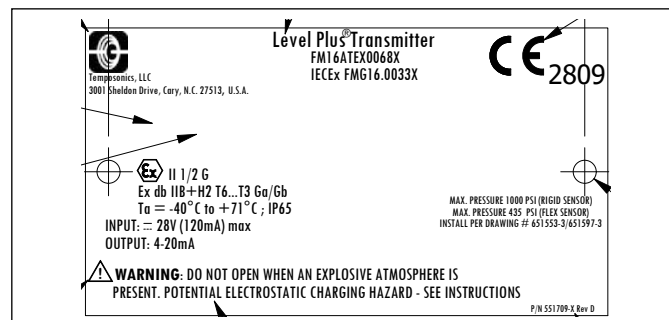 Level Plus® Transmitter
FM16ATEX0068X
IECEx FMG16.0033X
CE 2809
Temposonics, LLC
3001 Sheldon Drive, Cary, N.C. 27513, U.S.A.
Ex II 1/2 G
Ex db IIB+H2 T6...T3 Ga/Gb
Ta = -40°C to +71°C ; IP65
INPUT: ⎓ 28V (120mA) max
OUTPUT: 4-20mA
MAX. PRESSURE 1000 PSI (RIGID SENSOR)
MAX. PRESSURE 435 PSI (FLEX SENSOR)
INSTALL PER DRAWING # 651553-3/651597-3
WARNING: DO NOT OPEN WHEN AN EXPLOSIVE ATMOSPHERE IS
PRESENT. POTENTIAL ELECTROSTATIC CHARGING HAZARD - SEE INSTRUCTIONS
P/N 551709-X Rev D